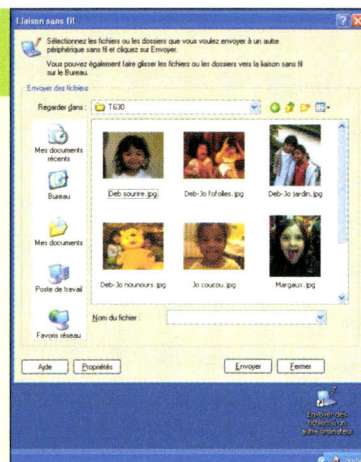 Liaison sans fil
Sélectionnez les fichiers ou les dossiers que vous voulez envoyer à un autre
périphérique sans fil et cliquez sur Envoyer.
Vous pouvez également faire glisser les fichiers ou les dossiers vers la liaison sans fil
sur le Bureau.
Envoyer des fichiers
Regarder dans :
T630
Mes documents
récents
Bureau
Mes documents
Poste de travail
Favoris réseau
Deb sourire.jpg
Deb-Jo fofolles.jpg
Deb-Jo jardin.jpg
Deb-Jo nounours.jpg
Jo coucou.jpg
Margaux.jpg
Nom du fichier :
Aide
Propriétés
Envoyer
Fermer
Envoyer des
fichiers à un
autre ordinateur